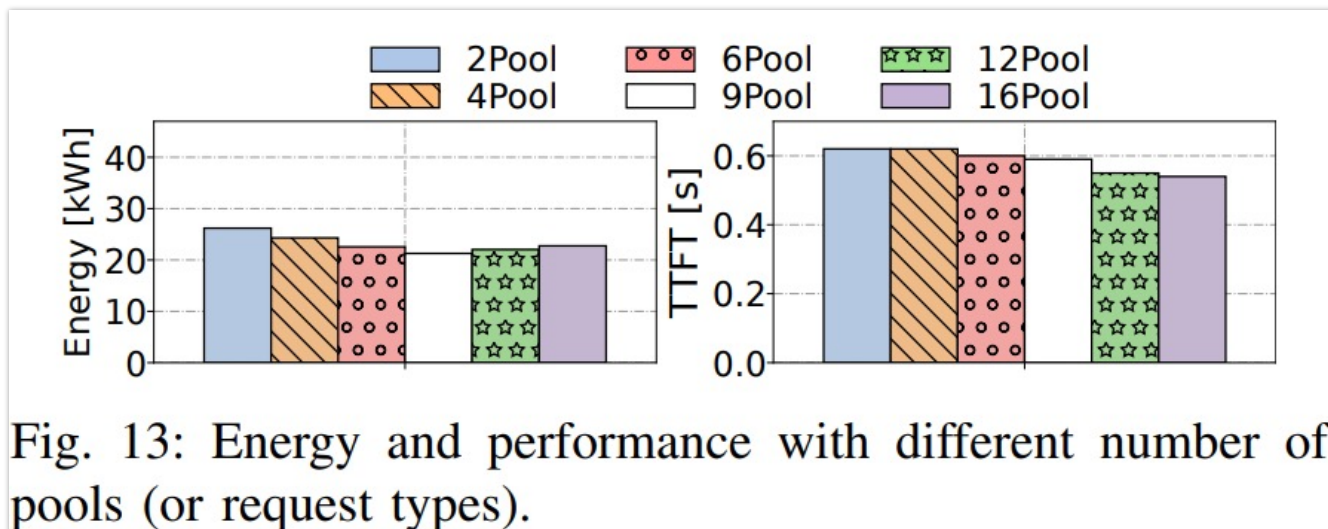 2Pool 6Pool 12Pool
4Pool 9Pool 16Pool
Energy [kWh]
40
30
20
10
0
TTFT [s]
0.6
0.4
0.2
0.0
Fig. 13: Energy and performance with different number of
pools (or request types).